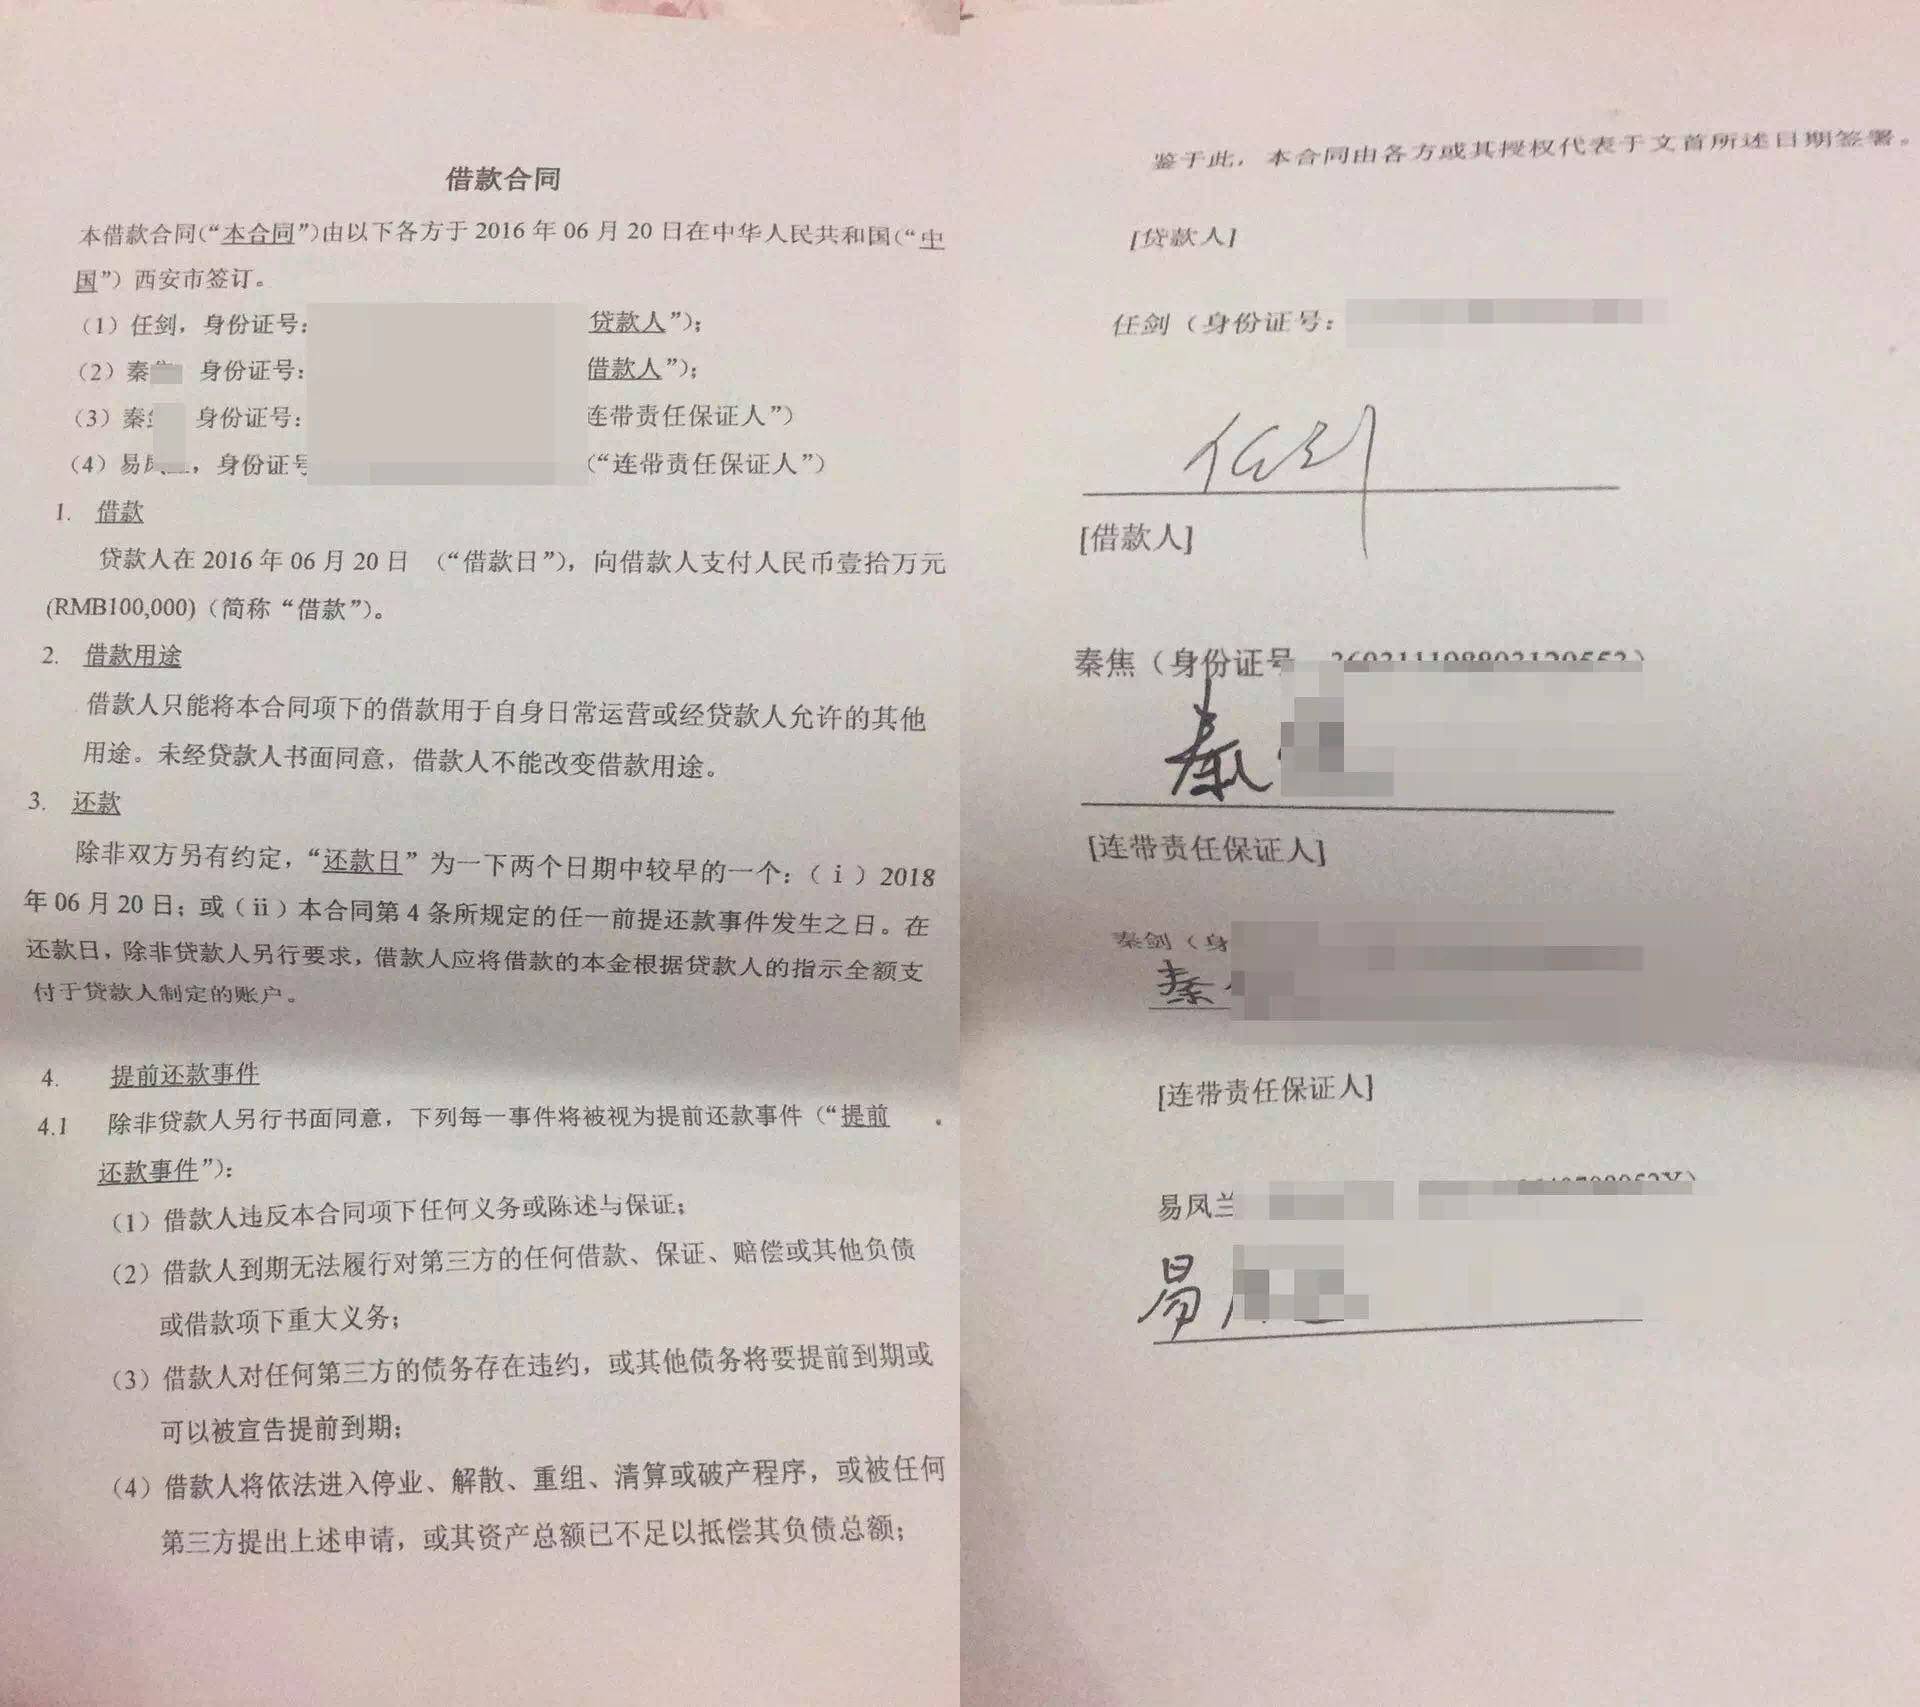 借款合同
本借款合同(“本合同”)由以下各方于 2016 年 06 月 20 日在中华人民共和国(“中
国”）西安市签订。
（1）任剑，身份证号： 贷款人”）；
（2）秦 身份证号： 借款人”）；
（3）秦 身份证号： 连带责任保证人”）
（4）易 ，身份证号 （“连带责任保证人”）
1. 借款
贷款人在 2016 年 06 月 20 日 （“借款日”），向借款人支付人民币壹拾万元
(RMB100,000)（简称“借款”）。
2. 借款用途
借款人只能将本合同项下的借款用于自身日常运营或经贷款人允许的其他
用途。未经贷款人书面同意，借款人不能改变借款用途。
3. 还款
除非双方另有约定，“还款日”为一下两个日期中较早的一个：（ⅰ）2018
年 06 月 20 日；或（ⅱ）本合同第 4 条所规定的任一前提还款事件发生之日。在
还款日，除非贷款人另行要求，借款人应将借款的本金根据贷款人的指示全额支
付于贷款人制定的账户。
4. 提前还款事件
4.1 除非贷款人另行书面同意，下列每一事件将被视为提前还款事件（“提前
还款事件”）：
（1）借款人违反本合同项下任何义务或陈述与保证；
（2）借款人到期无法履行对第三方的任何借款、保证、赔偿或其他负债
或借款项下重大义务；
（3）借款人对任何第三方的债务存在违约，或其他债务将要提前到期或
可以被宣告提前到期；
（4）借款人将依法进入停业、解散、重组、清算或破产程序，或被任何
第三方提出上述申请，或其资产总额已不足以抵偿其负债总额；
鉴于此，本合同由各方或其授权代表于文首所述日期签署。
[贷款人]
任剑（身份证号：
任剑
[借款人]
秦焦（身份证号
秦
[连带责任保证人]
秦剑（身
秦
[连带责任保证人]
易凤兰
易